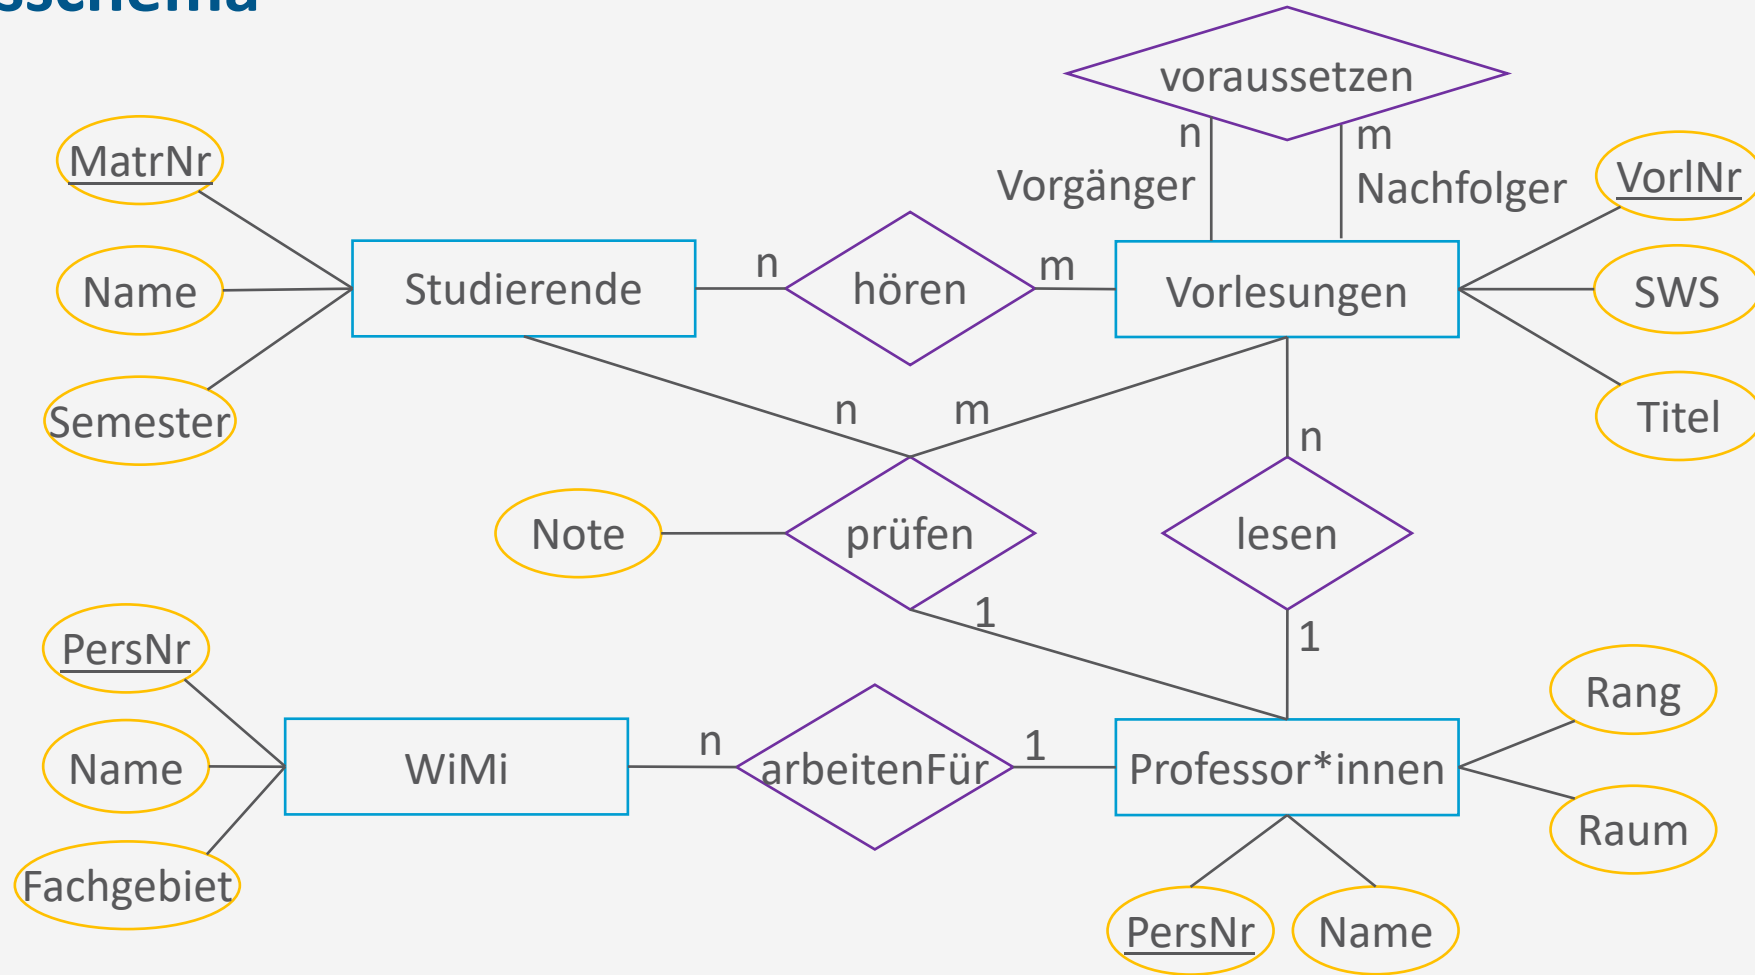 voraussetzen
n
m
MatrNr
Vorgänger
Nachfolger
VorlNr
n
m
Name
Studierende
hören
Vorlesungen
SWS
Semester
n
m
n
Titel
Note
prüfen
lesen
1
1
PersNr
Rang
n
1
Name
WiMi
arbeitenFür
Professor*innen
Raum
Fachgebiet
PersNr
Name